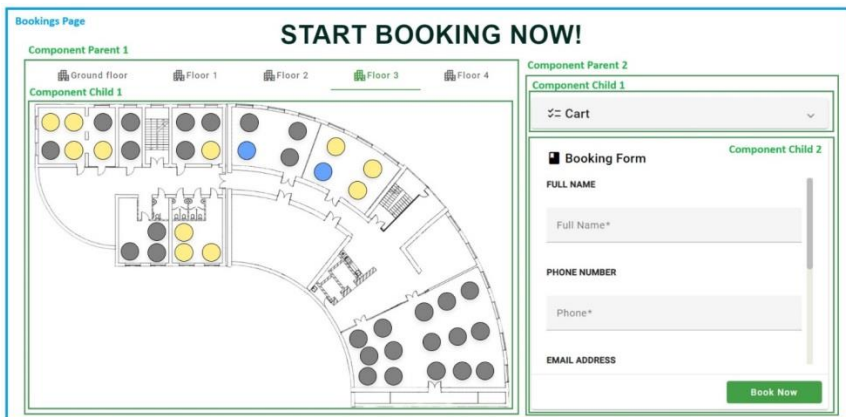 Bookings Page
START BOOKING NOW!
Component Parent 1
Ground floor
Floor 1
Floor 2
Floor 3
Floor 4
Component Child 1
Component Parent 2
Component Child 1
Cart
Component Child 2
Booking Form
FULL NAME
Full Name*
PHONE NUMBER
Phone*
EMAIL ADDRESS
Book Now